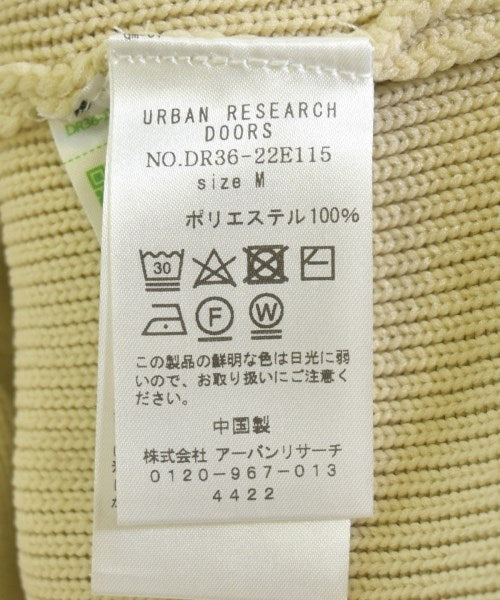 URBAN RESEARCH
DOORS
NO.DR36-22E115
size M
ポリエステル100%
30
F
W
この製品の鮮明な色は日光に弱
いので、お取り扱いにご注意く
ださい。
中国製
株式会社 アーバンリサーチ
0120-967-013
4422
DR36-